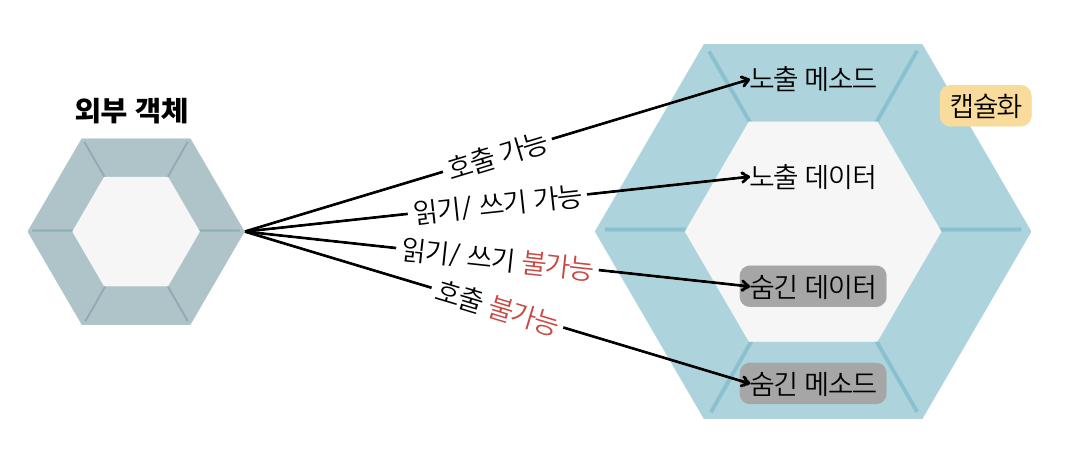 외부 객체
노출 메소드
캡슐화
호출 가능
노출 데이터
읽기/ 쓰기 가능
읽기/ 쓰기 불가능
숨긴 데이터
호출 불가능
숨긴 메소드